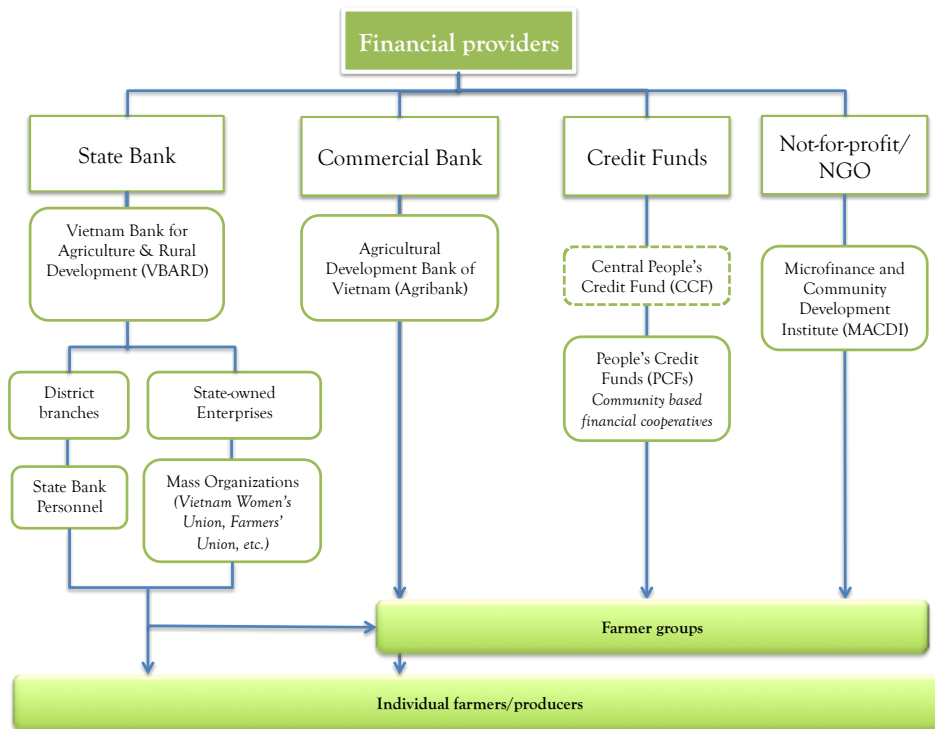 Financial providers
State Bank
Commercial Bank
Credit Funds
Not-for-profit/
NGO
Vietnam Bank for
Agriculture & Rural
Development (VBARD)
Agricultural
Development Bank of
Vietnam (Agribank)
Central People's
Credit Fund (CCF)
Microfinance and
Community
Development
Institute (MACDI)
People's Credit
Funds (PCFs)
Community based
financial cooperatives
District
branches
State-owned
Enterprises
State Bank
Personnel
Mass Organizations
(Vietnam Women's
Union, Farmers'
Union, etc.)
Farmer groups
Individual farmers/producers